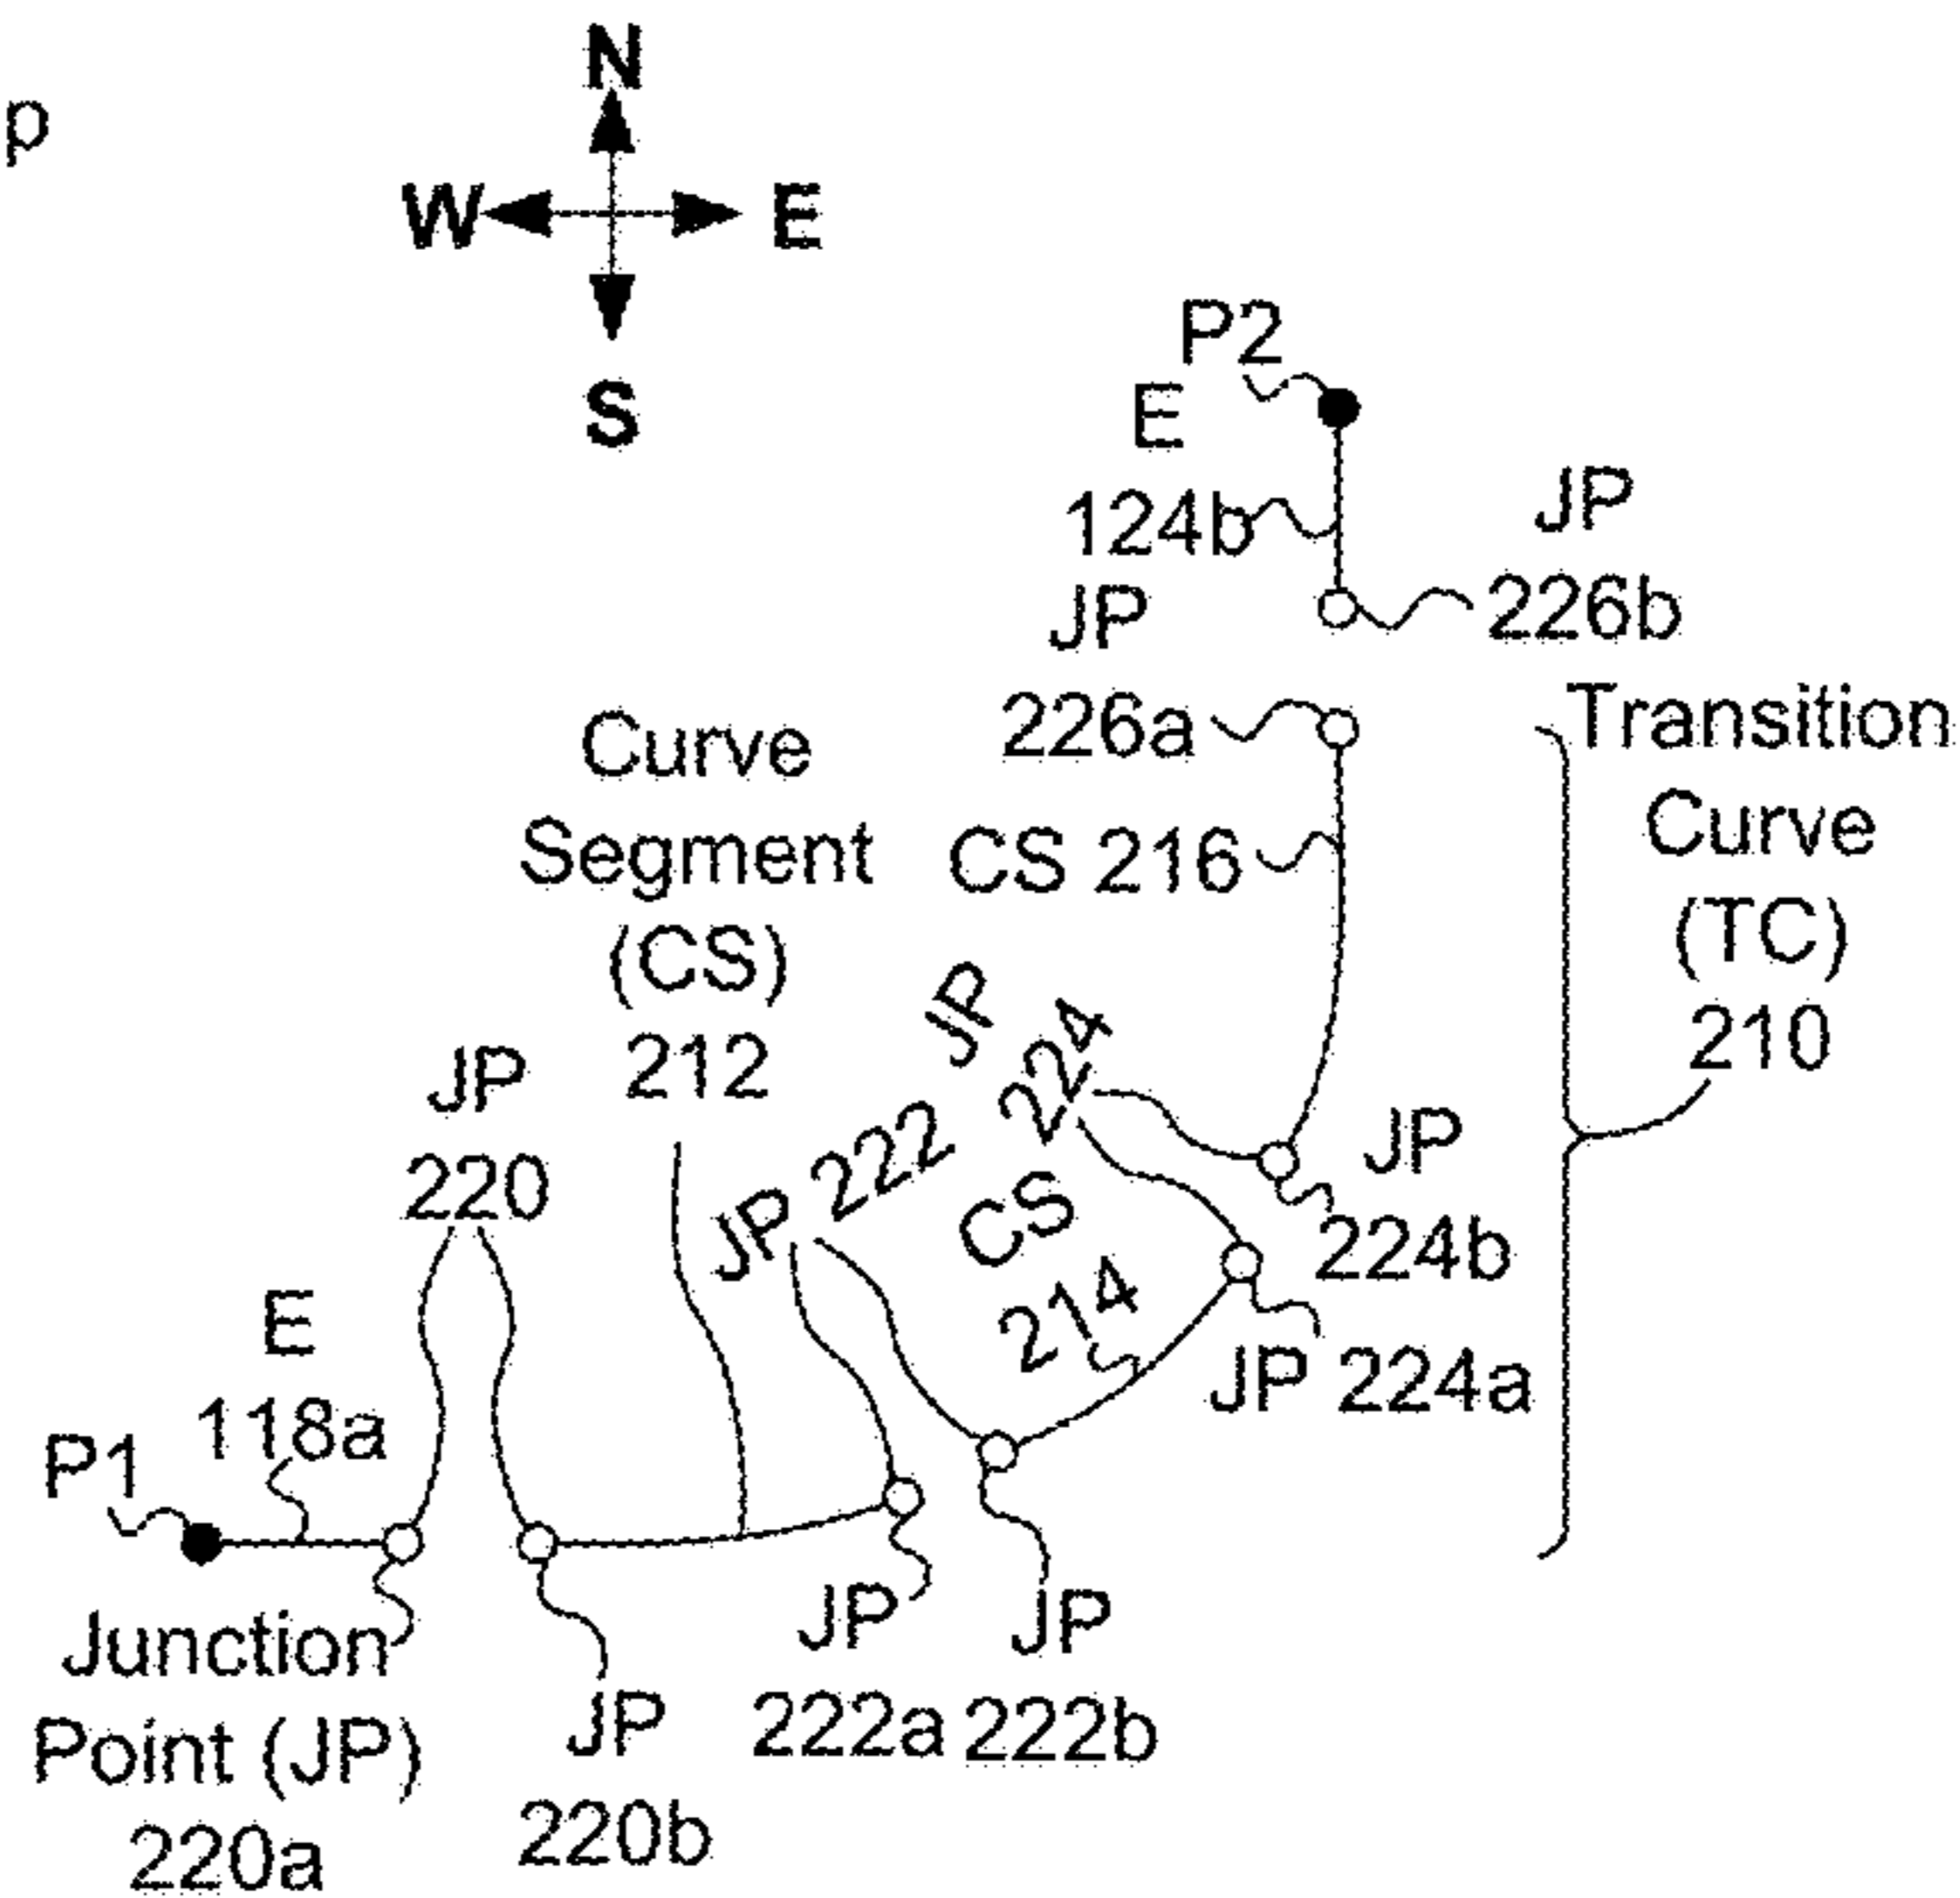 p
N
W
E
S
P2
E
124b
JP
226b
JP
226a
Transition
Curve
(TC)
210
Curve
Segment
(CS)
212
CS 216
JP
224
JP
220
JP 222
CS
214
JP
224b
JP 224a
E
118a
P1
Junction
Point (JP)
220a
JP
220b
JP
222a
JP
222b